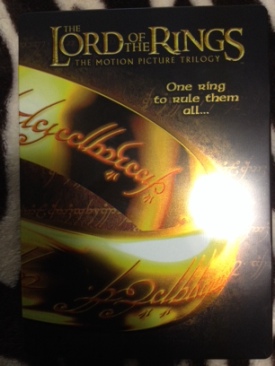 THE
LORD OF THE RINGS
THE MOTION PICTURE TRILOGY
One ring
to rule them
all...